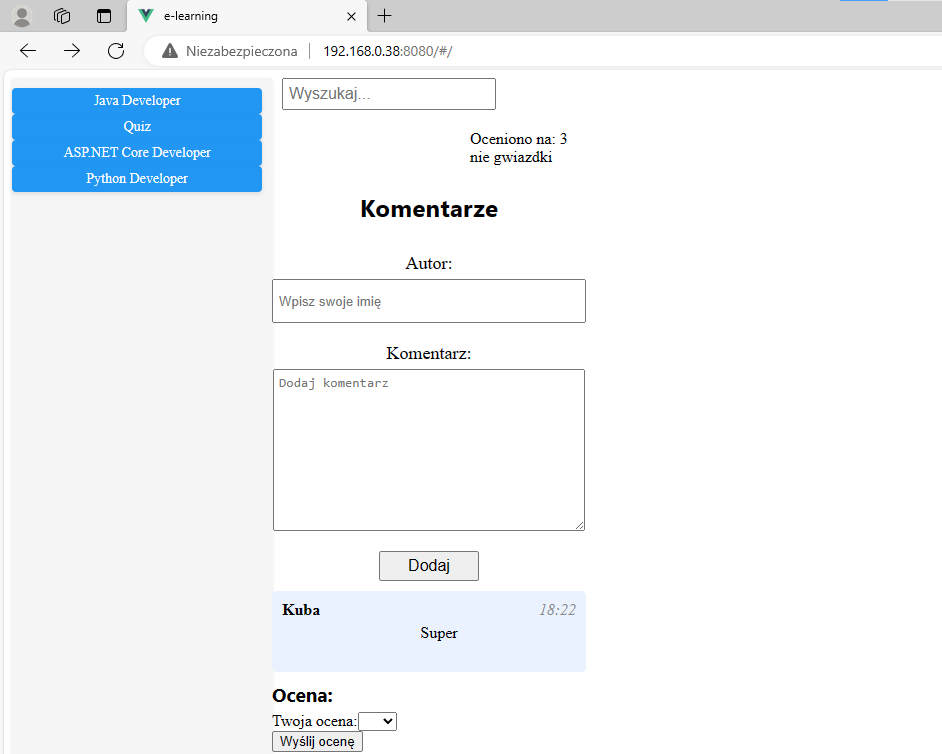 e-learning
Niezabezpieczona
192.168.0.38:8080/#/
Java Developer
Quiz
ASP.NET Core Developer
Python Developer
Wyszukaj...
Oceniono na: 3
nie gwiazdki
Komentarze
Autor:
Wpisz swoje imię
Komentarz:
Dodaj komentarz
Dodaj
Kuba 18:22
Super
Ocena:
Twoja ocena:
Wyślij ocenę